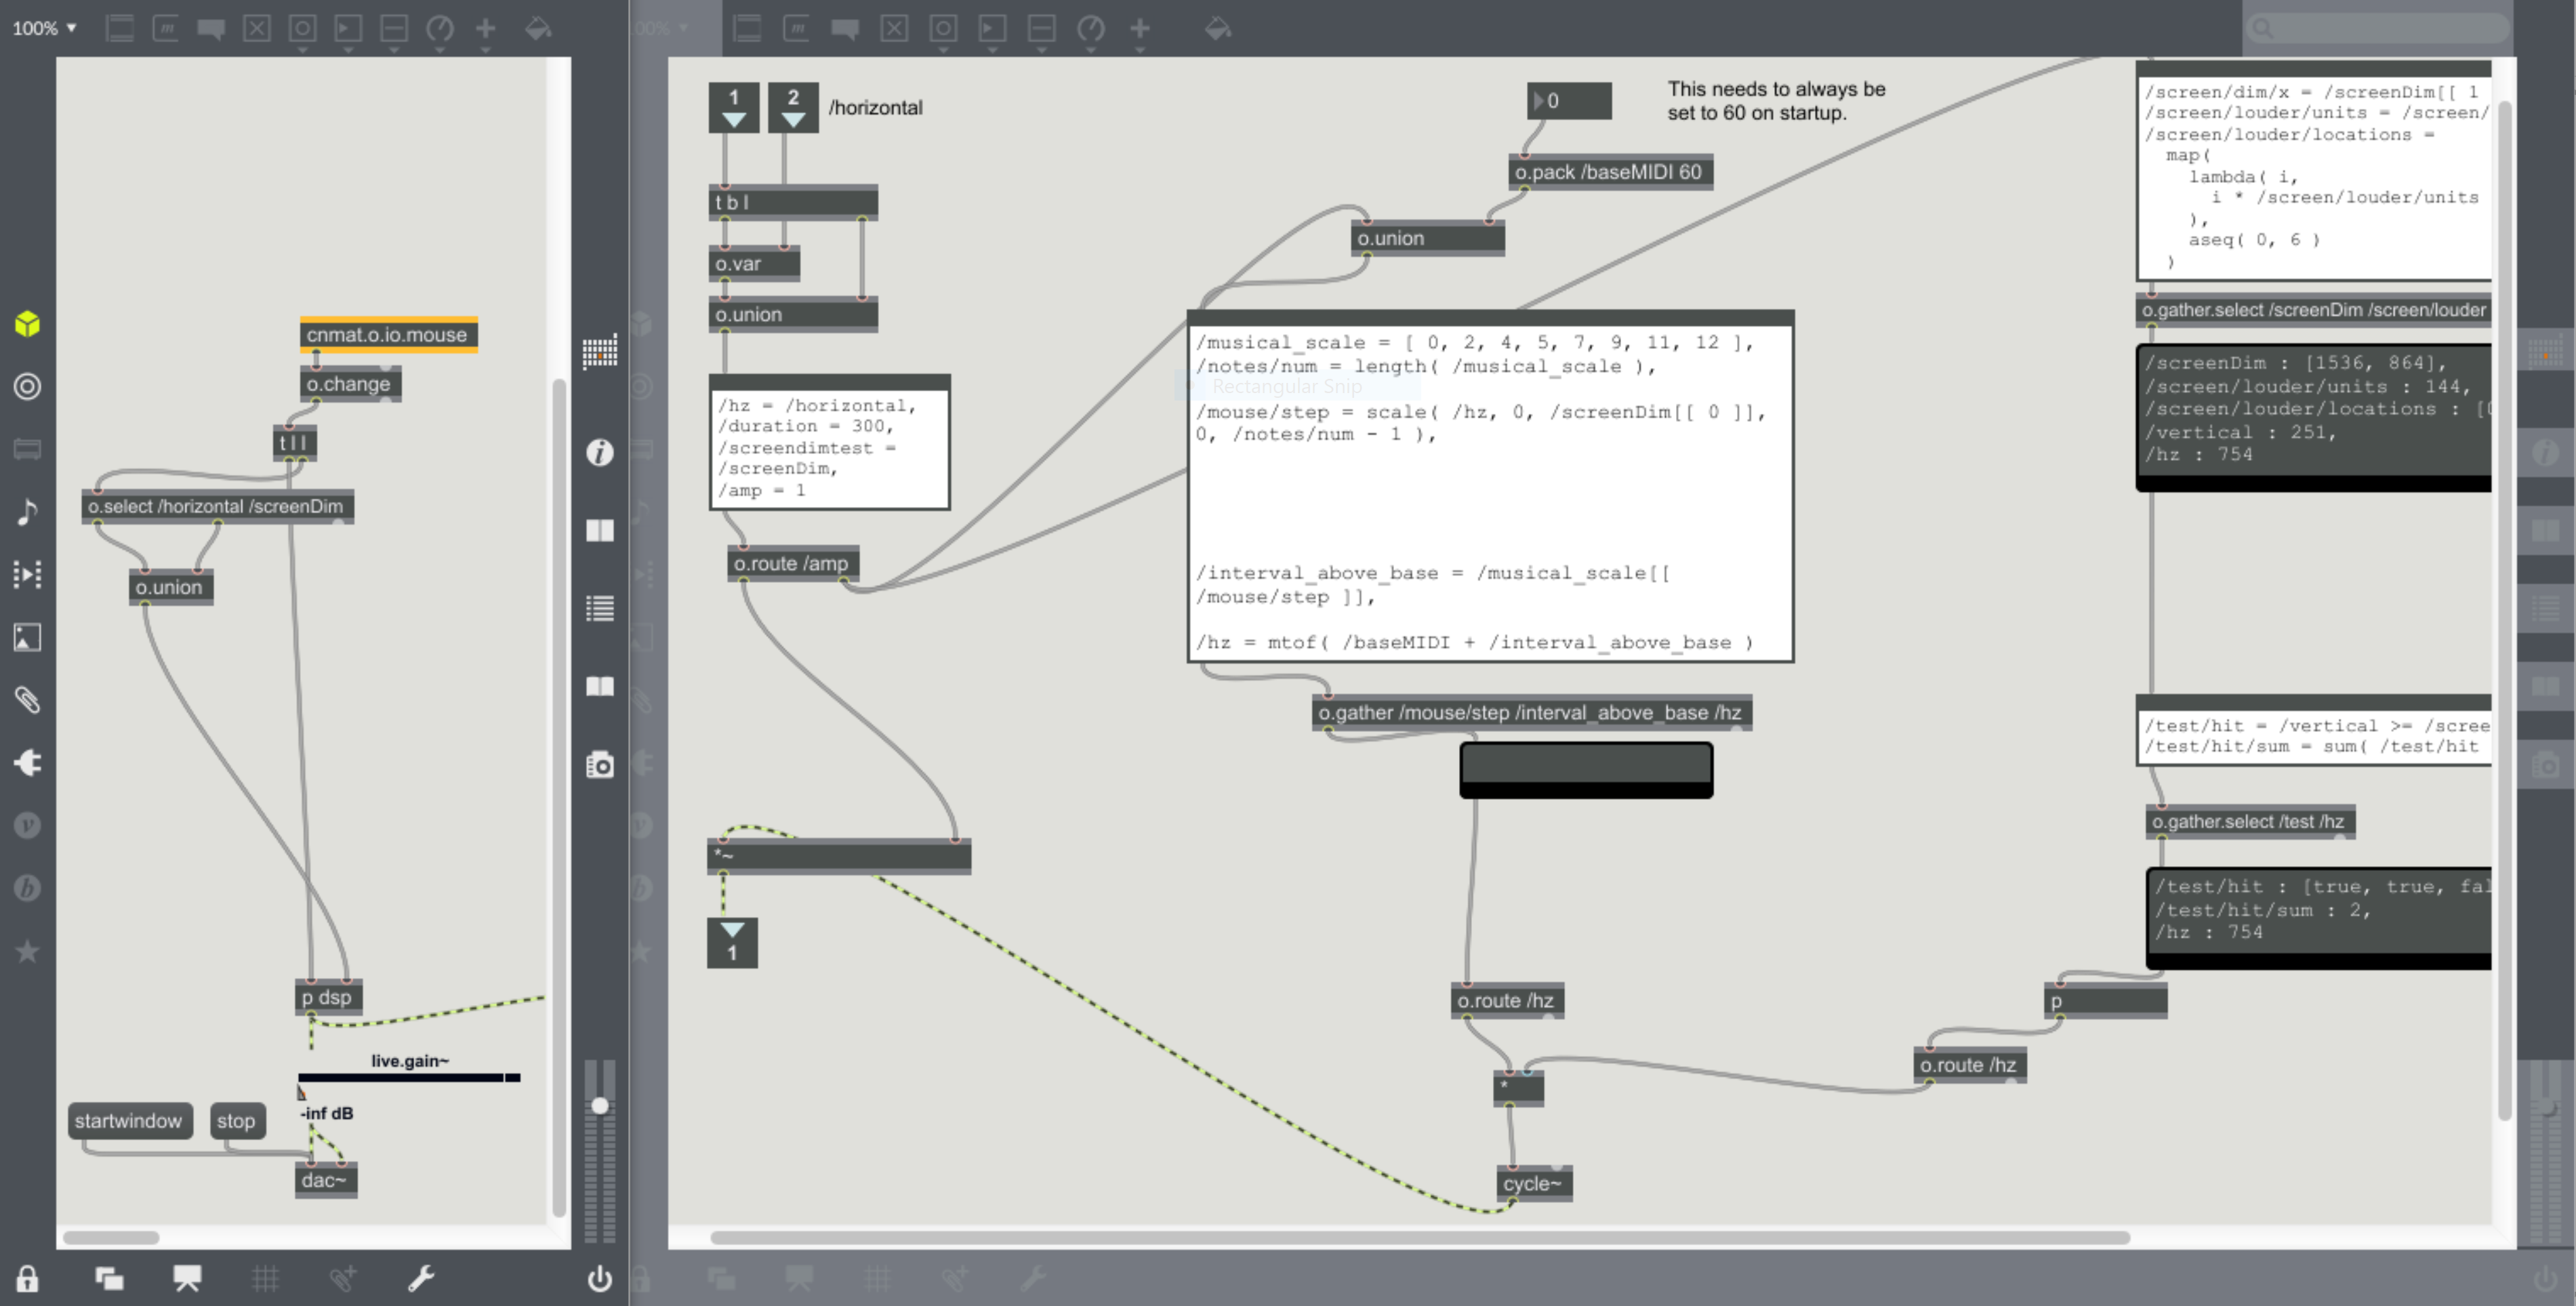 100%
cnmat.o.io.mouse
o.change
t l l
o.select /horizontal /screenDim
o.union
p dsp
live.gain~
-inf dB
startwindow
stop
dac~
100%
1
2
/horizontal
t b l
o.var
o.union
/hz = /horizontal,
/duration = 300,
/screendimtest =
/screenDim,
/amp = 1
o.route /amp
*~
1
0
This needs to always be
set to 60 on startup.
o.pack /baseMIDI 60
o.union
/musical_scale = [ 0, 2, 4, 5, 7, 9, 11, 12 ],
/notes/num = length( /musical_scale ),
Rectangular Snip
/mouse/step = scale( /hz, 0, /screenDim[[ 0 ]],
0, /notes/num - 1 ),
/interval_above_base = /musical_scale[[
/mouse/step ]],
/hz = mtof( /baseMIDI + /interval_above_base )
o.gather /mouse/step /interval_above_base /hz
o.route /hz
*
cycle~
/screen/dim/x = /screenDim[[ 1
/screen/louder/units = /screen/
/screen/louder/locations =
map(
lambda( i,
i * /screen/louder/units
),
aseq( 0, 6 )
)
o.gather.select /screenDim /screen/louder
/screenDim : [1536, 864],
/screen/louder/units : 144,
/screen/louder/locations : [0
/vertical : 251,
/hz : 754
/test/hit = /vertical >= /scree
/test/hit/sum = sum( /test/hit
o.gather.select /test /hz
/test/hit : [true, true, fal
/test/hit/sum : 2,
/hz : 754
p
o.route /hz